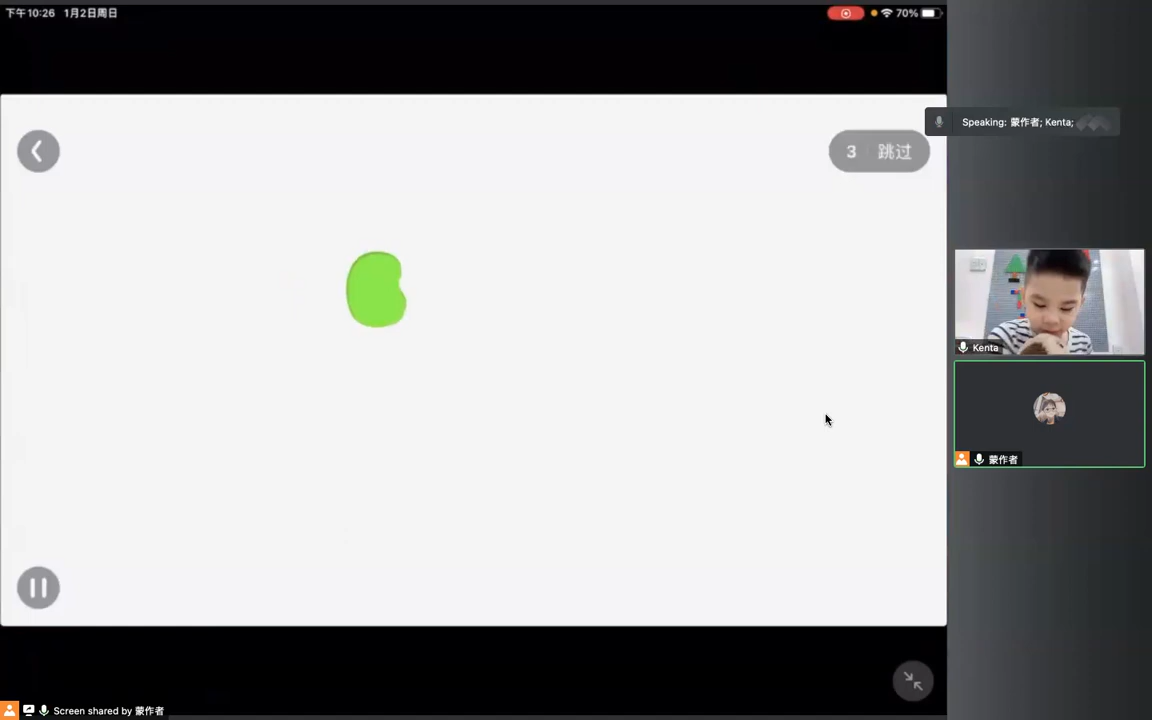 下午10:26 1月2日周日
70%
3 跳过
Speaking: 蒙作者; Kenta;
Kenta
蒙作者
Screen shared by 蒙作者